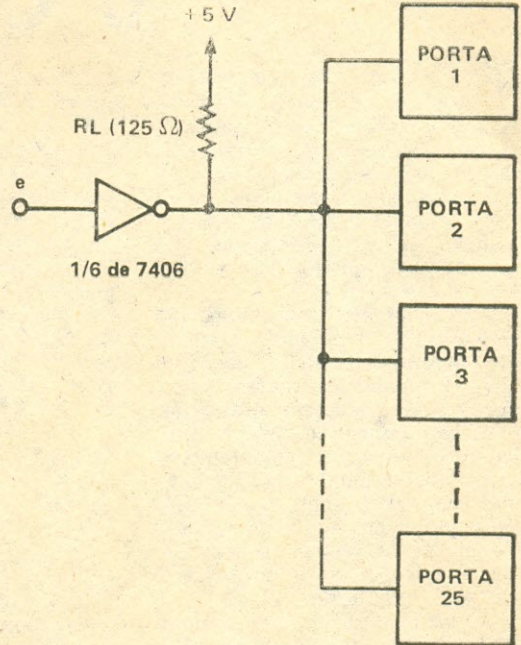 + 5 V
PORTA
1
RL (125 Ω)
e
PORTA
2
1/6 de 7406
PORTA
3
PORTA
25